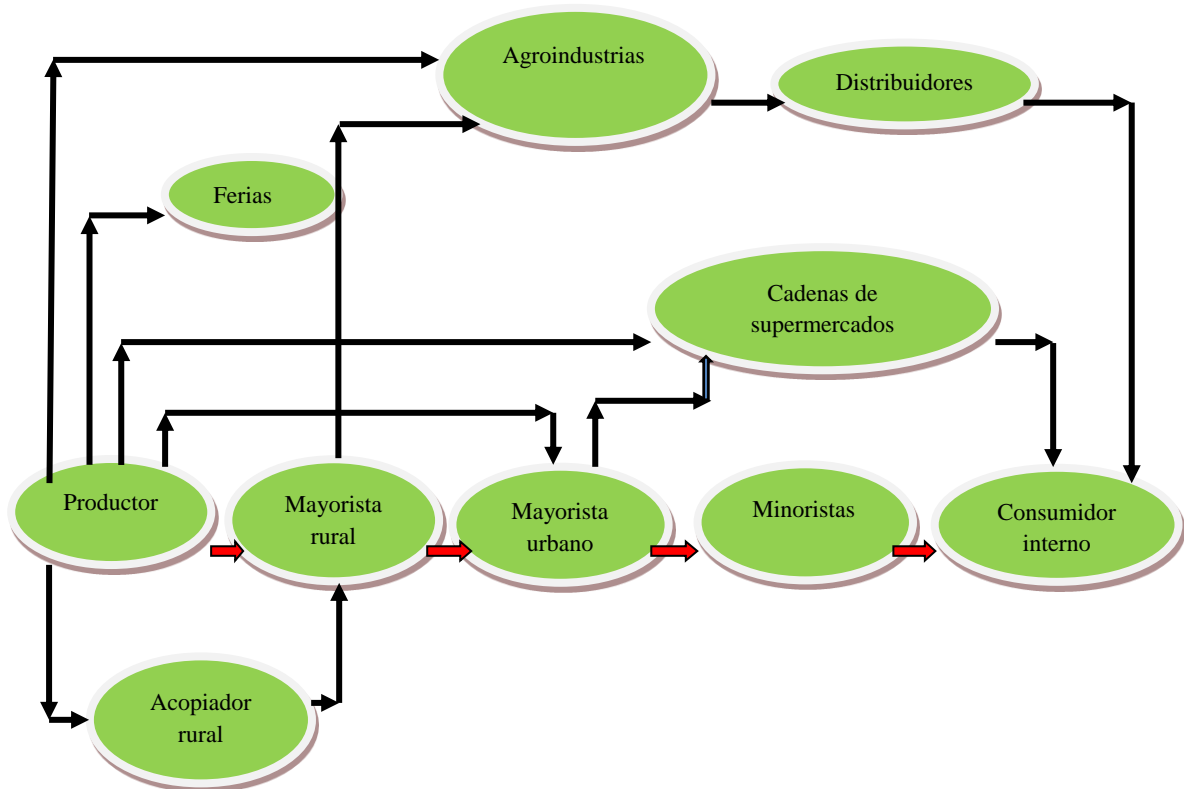 Agroindustrias
Distribuidores
Ferias
Cadenas de
supermercados
Productor
Mayorista
rural
Mayorista
urbano
Minoristas
Consumidor
interno
Acopiador
rural